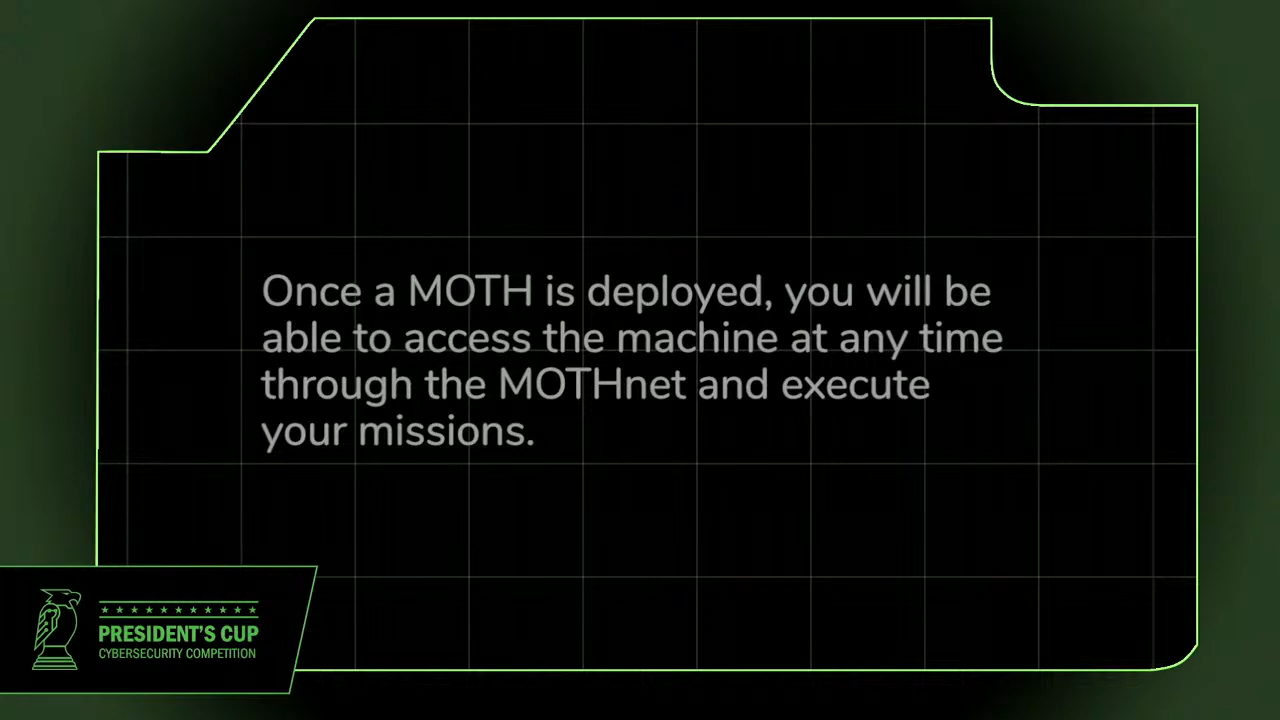 Once a MOTH is deployed, you will be
able to access the machine at any time
through the MOTHnet and execute
your missions.
PRESIDENT'S CUP
CYBERSECURITY COMPETITION